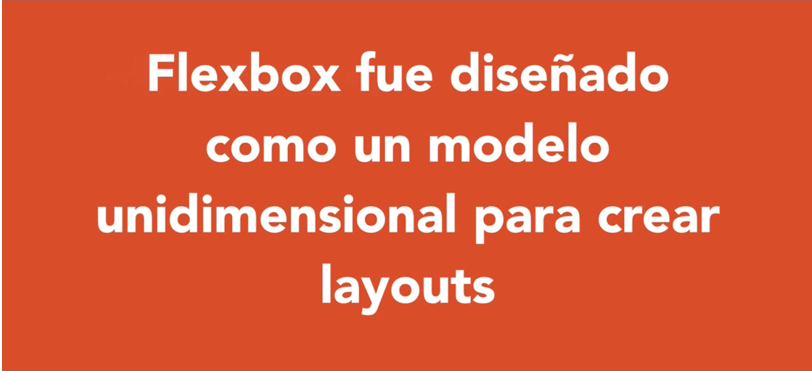 Flexbox fue diseñado
como un modelo
unidimensional para crear
layouts